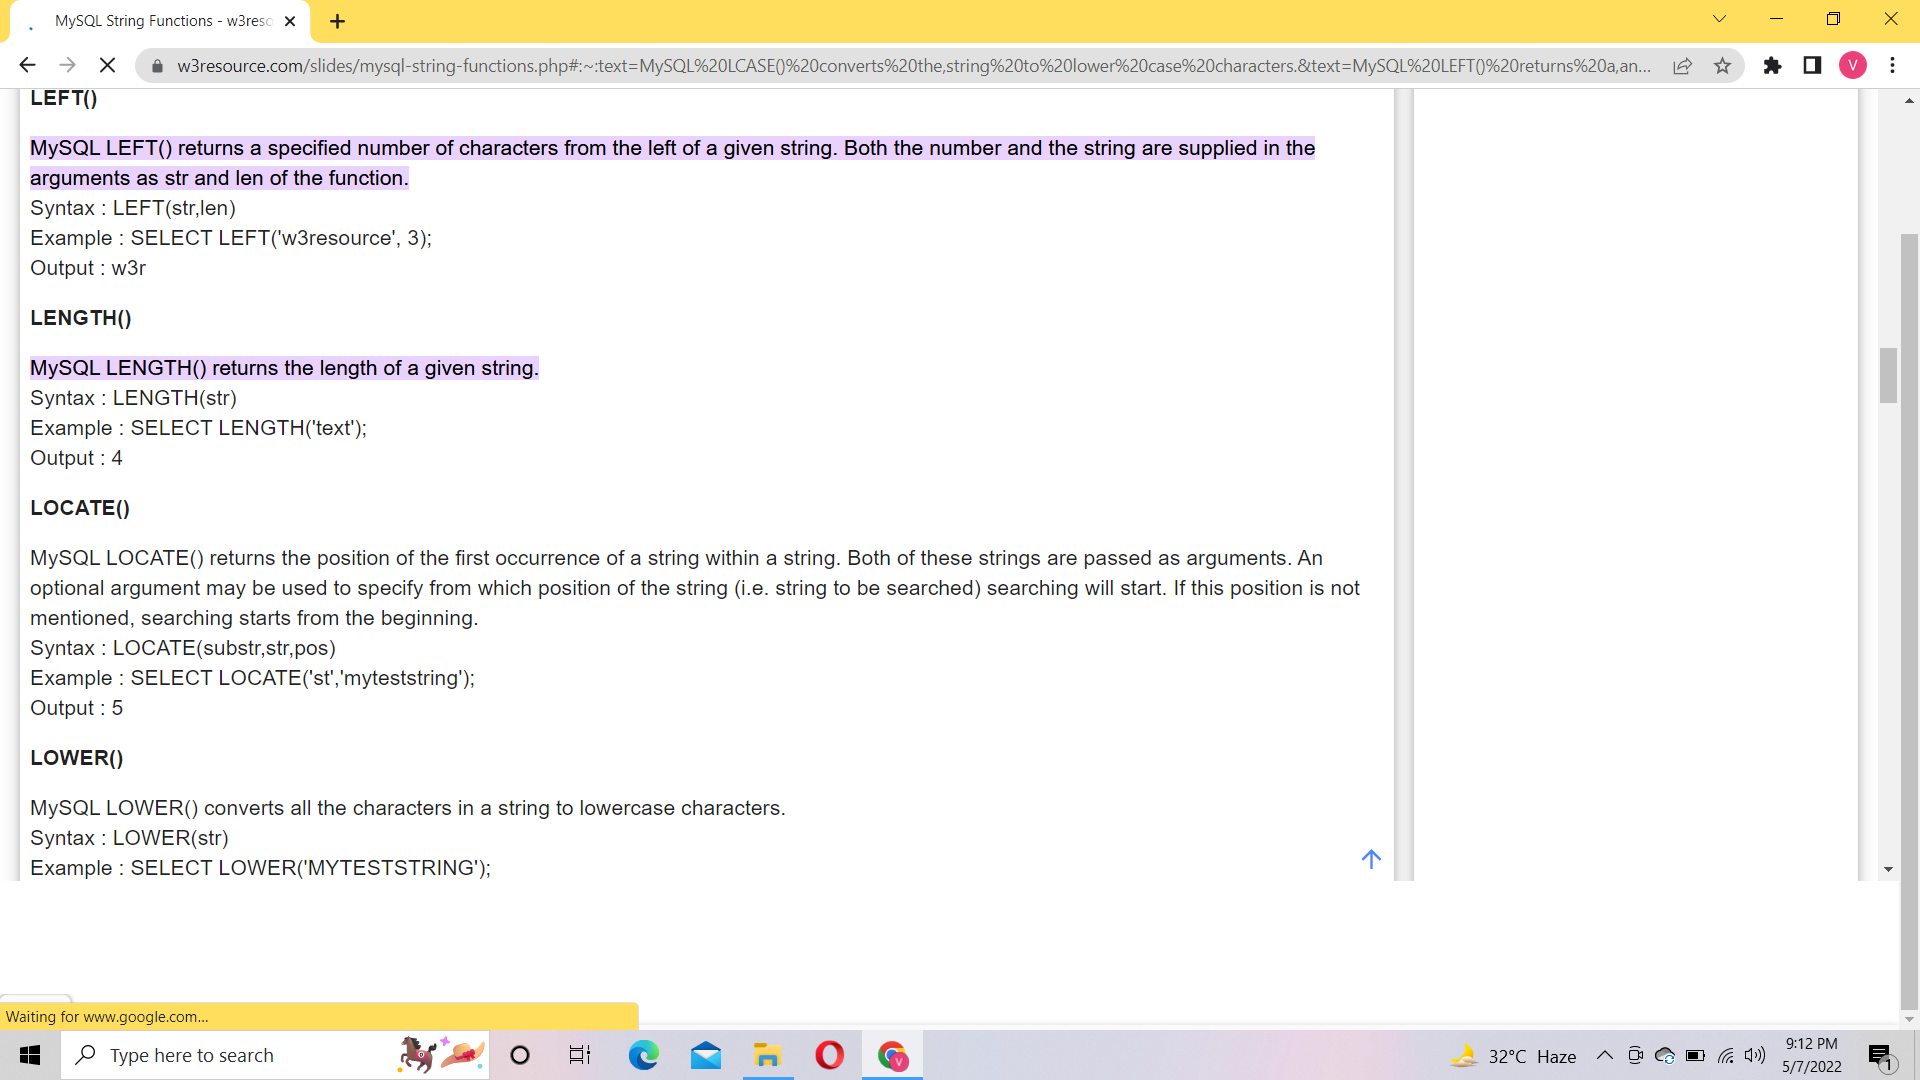 MySQL String Functions - w3reso
w3resource.com/slides/mysql-string-functions.php#:~:text=MySQL%20LCASE()%20converts%20the,string%20to%20lower%20case%20characters.&text=MySQL%20LEFT()%20returns%20a,an...
V
LEFT()
MySQL LEFT() returns a specified number of characters from the left of a given string. Both the number and the string are supplied in the
arguments as str and len of the function.
Syntax : LEFT(str,len)
Example : SELECT LEFT('w3resource', 3);
Output : w3r
LENGTH()
MySQL LENGTH() returns the length of a given string.
Syntax : LENGTH(str)
Example : SELECT LENGTH('text');
Output : 4
LOCATE()
MySQL LOCATE() returns the position of the first occurrence of a string within a string. Both of these strings are passed as arguments. An
optional argument may be used to specify from which position of the string (i.e. string to be searched) searching will start. If this position is not
mentioned, searching starts from the beginning.
Syntax : LOCATE(substr,str,pos)
Example : SELECT LOCATE('st','myteststring');
Output : 5
LOWER()
MySQL LOWER() converts all the characters in a string to lowercase characters.
Syntax : LOWER(str)
Example : SELECT LOWER('MYTESTSTRING');
Waiting for www.google.com...
Type here to search
V
32°C Haze
9:12 PM
5/7/2022
1